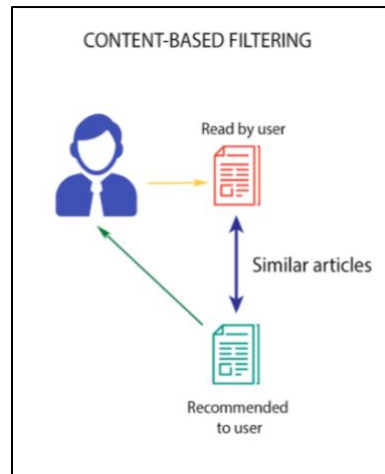 CONTENT-BASED FILTERING
Read by user
Similar articles
Recommended
to user